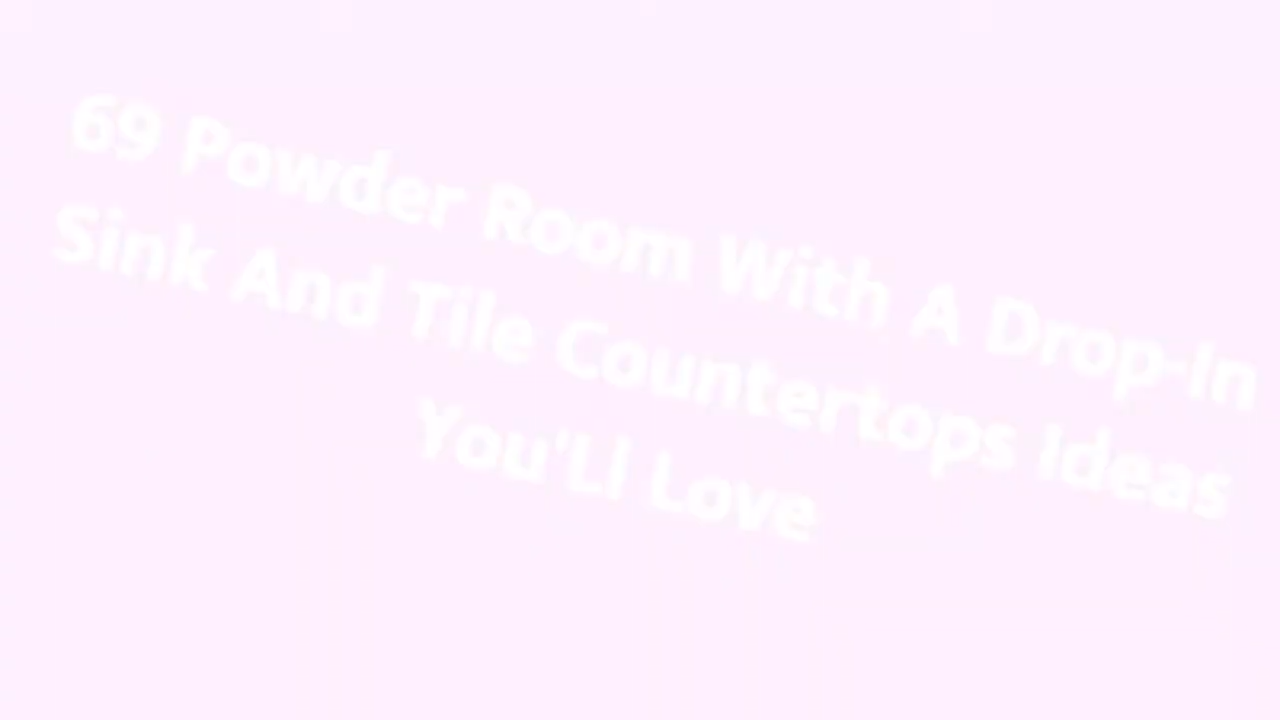 69 Powder Room With A Drop-In
Sink And Tile Countertops Ideas
You'Ll Love